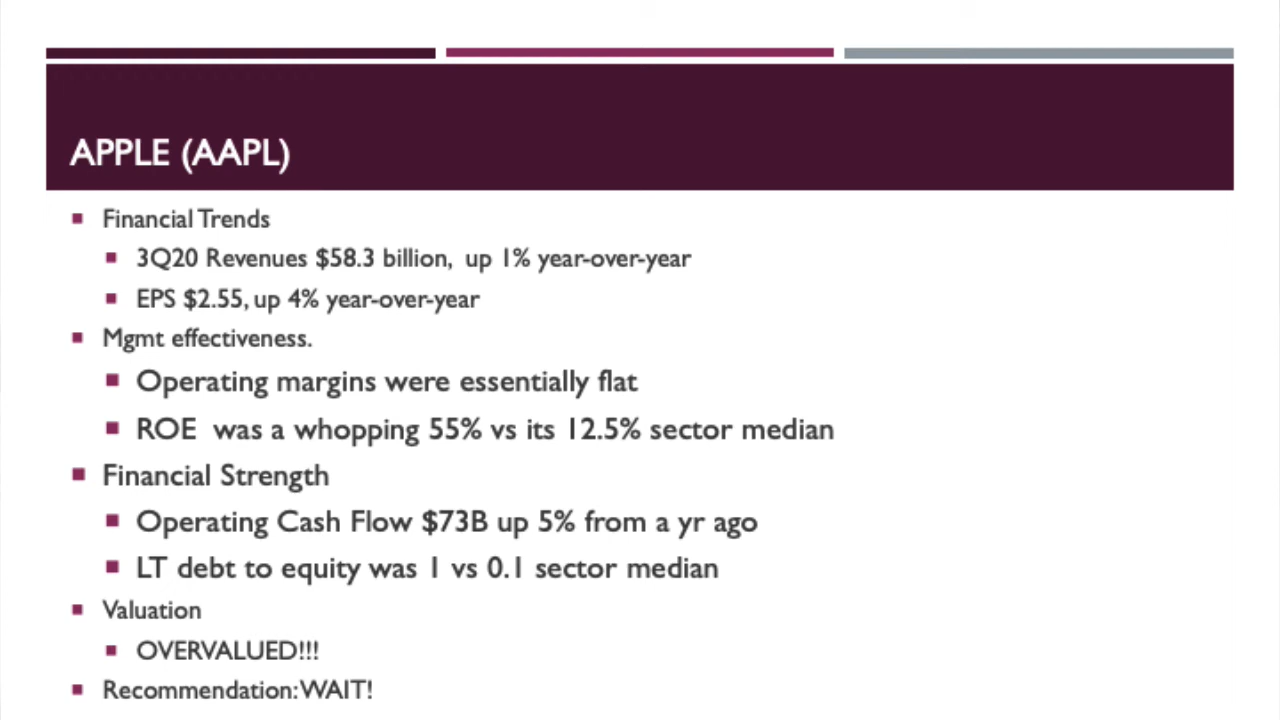 APPLE (AAPL)
Financial Trends
3Q20 Revenues $58.3 billion, up 1% year-over-year
EPS $2.55, up 4% year-over-year
Mgmt effectiveness.
Operating margins were essentially flat
ROE was a whopping 55% vs its 12.5% sector median
Financial Strength
Operating Cash Flow $73B up 5% from a yr ago
LT debt to equity was 1 vs 0.1 sector median
Valuation
OVERVALUED!!!
Recommendation: WAIT!